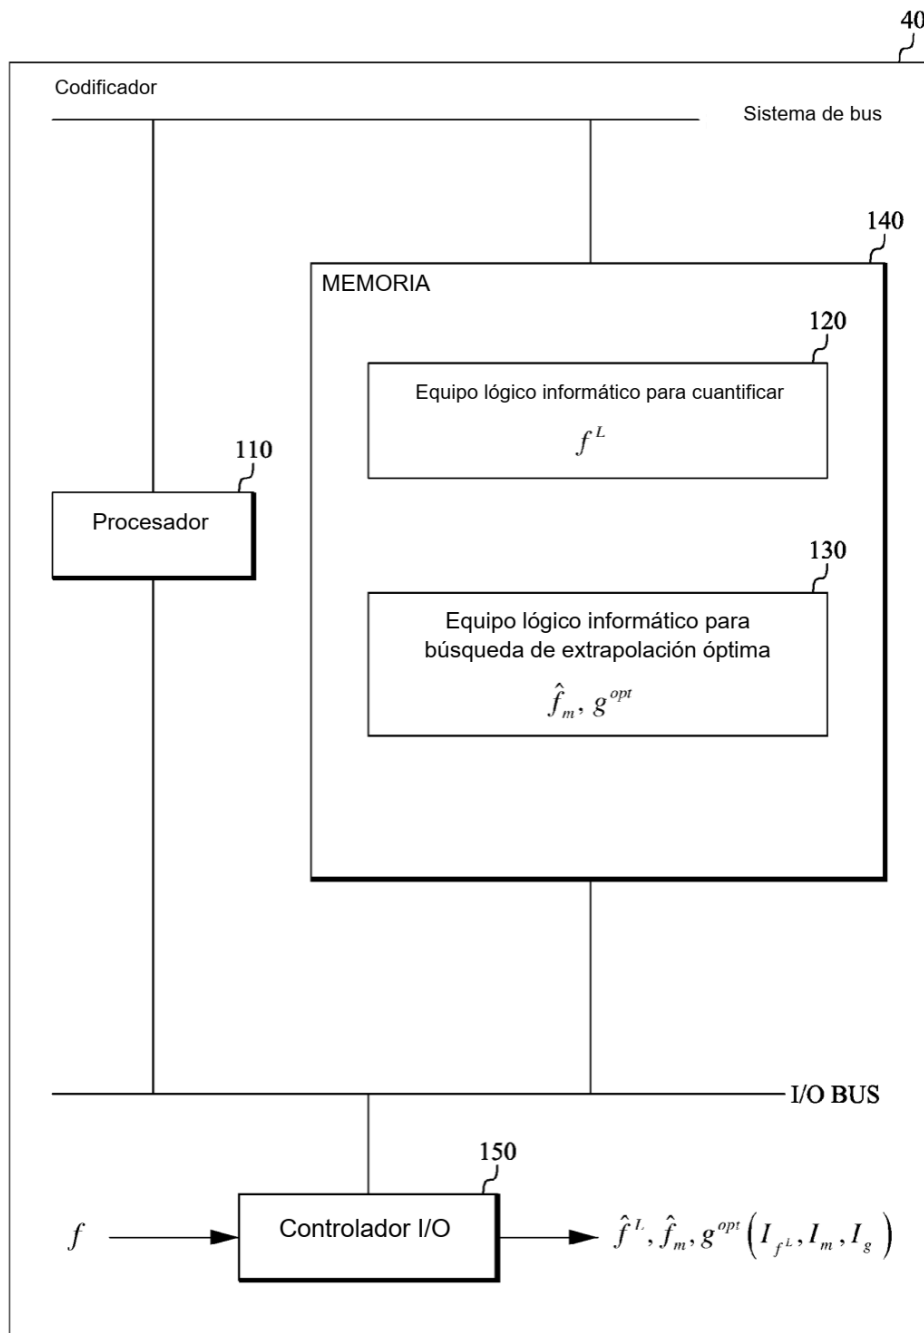 40
Codificador
Sistema de bus
140
MEMORIA
120
Equipo lógico informático para cuantificar
f^L
110
Procesador
130
Equipo lógico informático para
búsqueda de extrapolación óptima
f̂_m, g^opt
I/O BUS
150
f
Controlador I/O
f̂^L, f̂_m, g^opt (I_f^L, I_m, I_g)